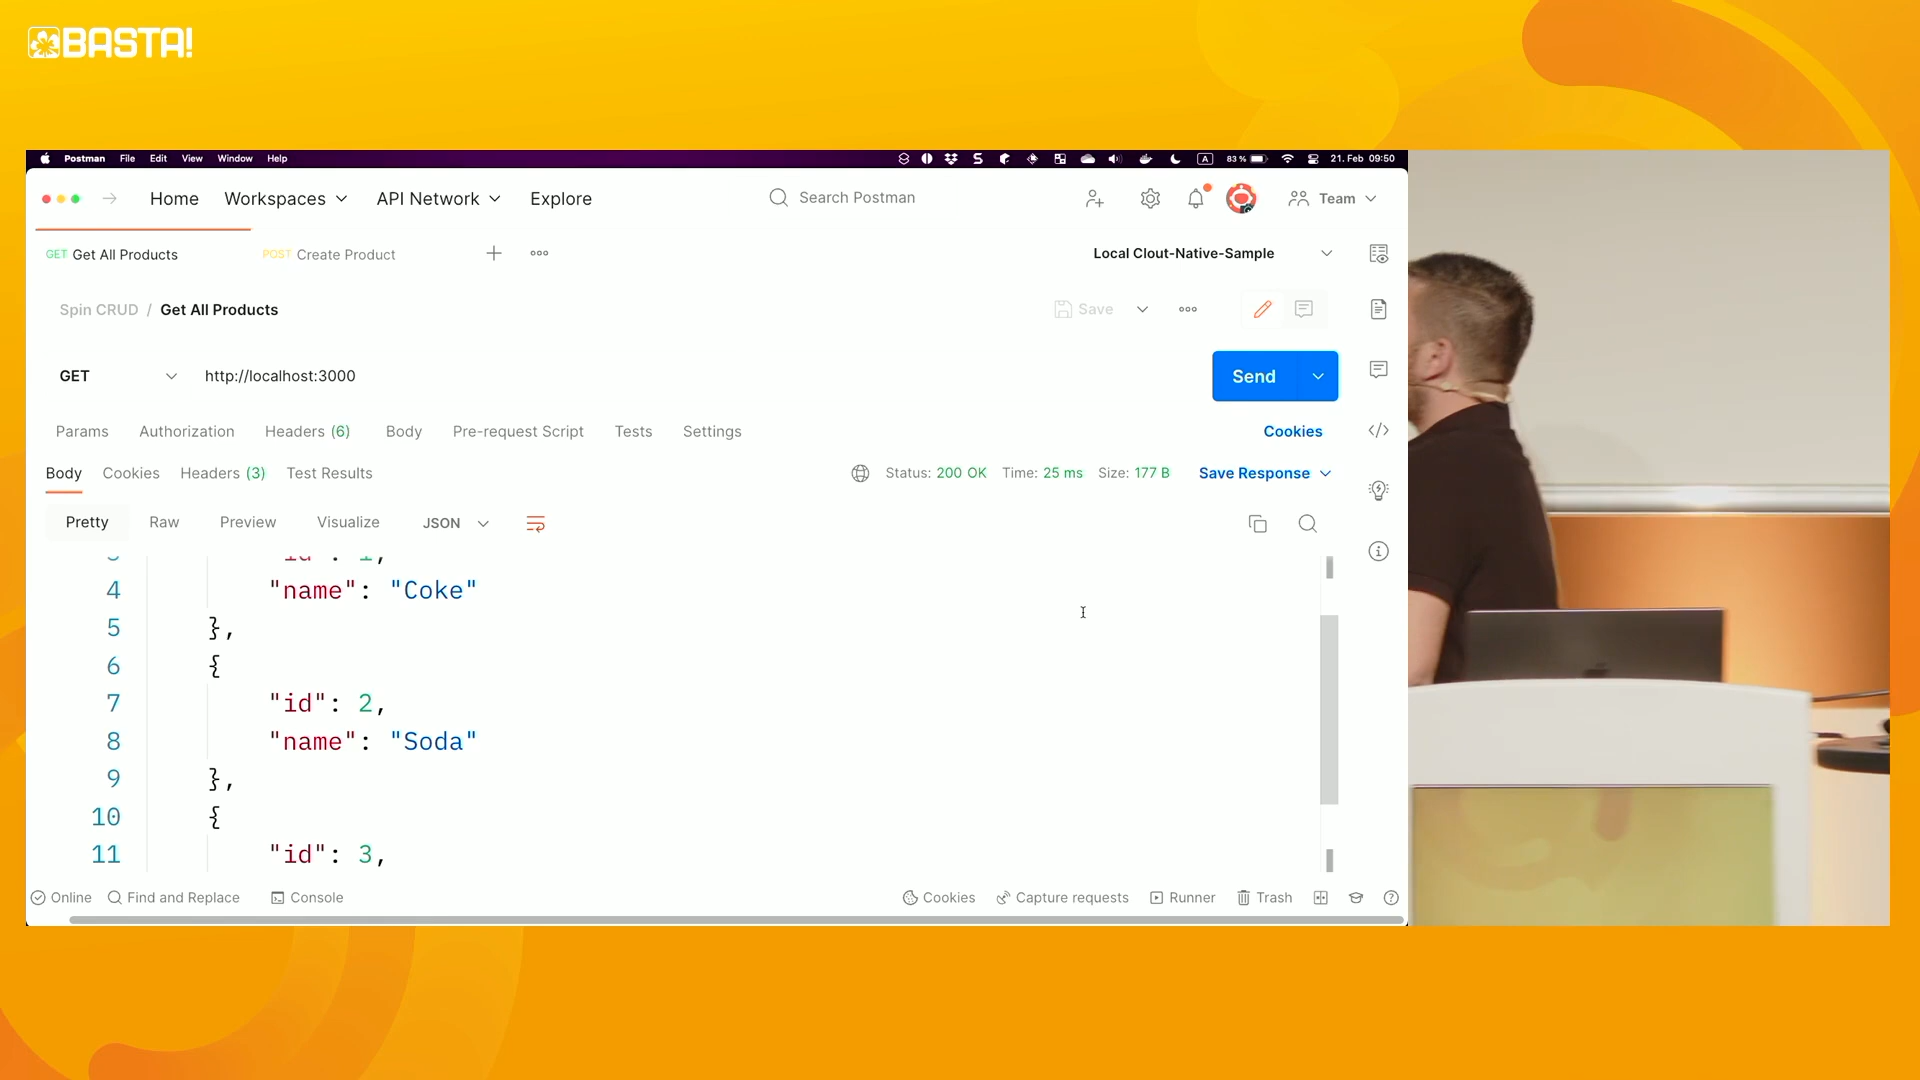 BASTA!
Postman File Edit View Window Help
83 % 21. Feb 09:50
Home Workspaces API Network Explore Search Postman Team
GET Get All Products POST Create Product Local Clout-Native-Sample
Spin CRUD / Get All Products Save
GET http://localhost:3000 Send
Params Authorization Headers (6) Body Pre-request Script Tests Settings Cookies
Body Cookies Headers (3) Test Results Status: 200 OK Time: 25 ms Size: 177 B Save Response
Pretty Raw Preview Visualize JSON
3 "id": 1,
4 "name": "Coke"
5 },
6 {
7 "id": 2,
8 "name": "Soda"
9 },
10 {
11 "id": 3,
Online Find and Replace Console Cookies Capture requests Runner Trash